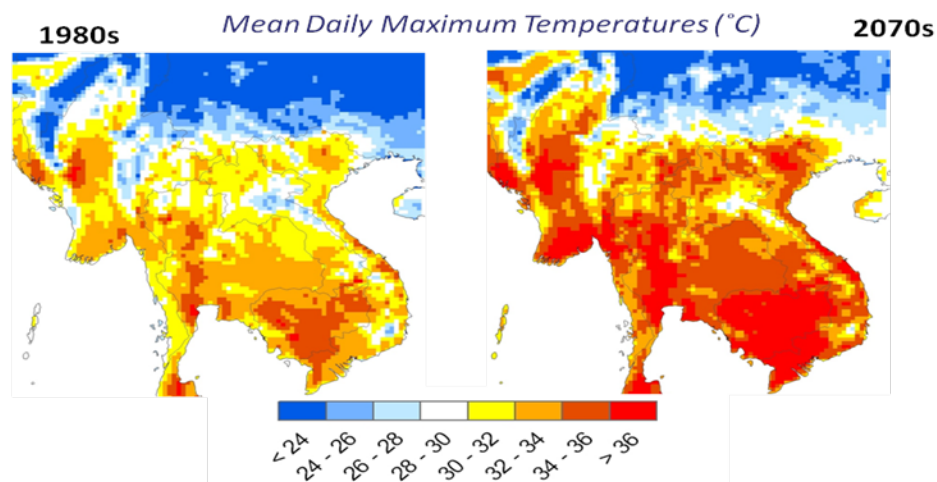 Mean Daily Maximum Temperatures (˚C)
1980s
2070s
< 24
24 - 26
26 - 28
28 - 30
30 - 32
32 - 34
34 - 36
> 36